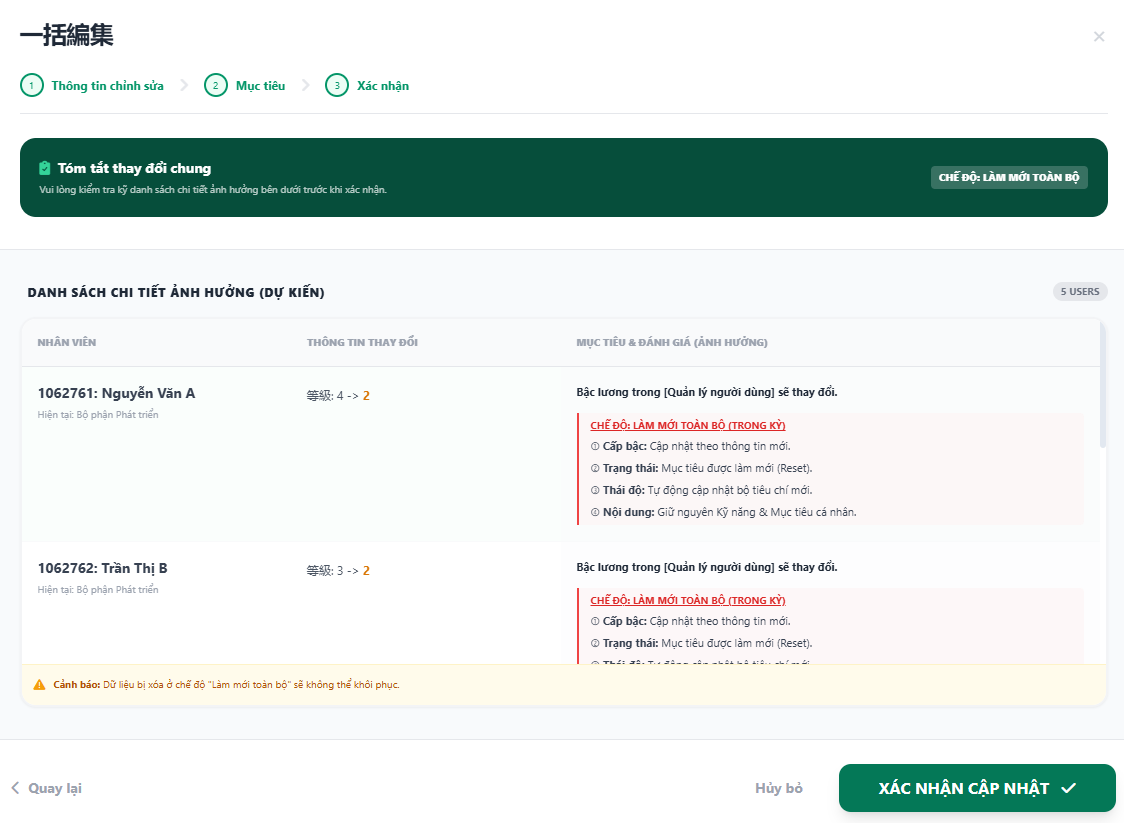 一括編集
1 Thông tin chỉnh sửa 2 Mục tiêu 3 Xác nhận
Tóm tắt thay đổi chung
Vui lòng kiểm tra kỹ danh sách chi tiết ảnh hưởng bên dưới trước khi xác nhận.
CHẾ ĐỘ: LÀM MỚI TOÀN BỘ
DANH SÁCH CHI TIẾT ẢNH HƯỞNG (DỰ KIẾN)
5 USERS
NHÂN VIÊN THÔNG TIN THAY ĐỔI MỤC TIÊU & ĐÁNH GIÁ (ẢNH HƯỞNG)
1062761: Nguyễn Văn A
Hiện tại: Bộ phận Phát triển
等級: 4 -> 2
Bậc lương trong [Quản lý người dùng] sẽ thay đổi.
CHẾ ĐỘ: LÀM MỚI TOÀN BỘ (TRONG KỲ)
① Cấp bậc: Cập nhật theo thông tin mới.
② Trạng thái: Mục tiêu được làm mới (Reset).
③ Thái độ: Tự động cập nhật bộ tiêu chí mới.
④ Nội dung: Giữ nguyên Kỹ năng & Mục tiêu cá nhân.
1062762: Trần Thị B
Hiện tại: Bộ phận Phát triển
等級: 3 -> 2
Bậc lương trong [Quản lý người dùng] sẽ thay đổi.
CHẾ ĐỘ: LÀM MỚI TOÀN BỘ (TRONG KỲ)
① Cấp bậc: Cập nhật theo thông tin mới.
② Trạng thái: Mục tiêu được làm mới (Reset).
③ Thái độ: Tự động cập nhật bộ tiêu chí mới.
Cảnh báo: Dữ liệu bị xóa ở chế độ "Làm mới toàn bộ" sẽ không thể khôi phục.
Quay lại
Hủy bỏ
XÁC NHẬN CẬP NHẬT